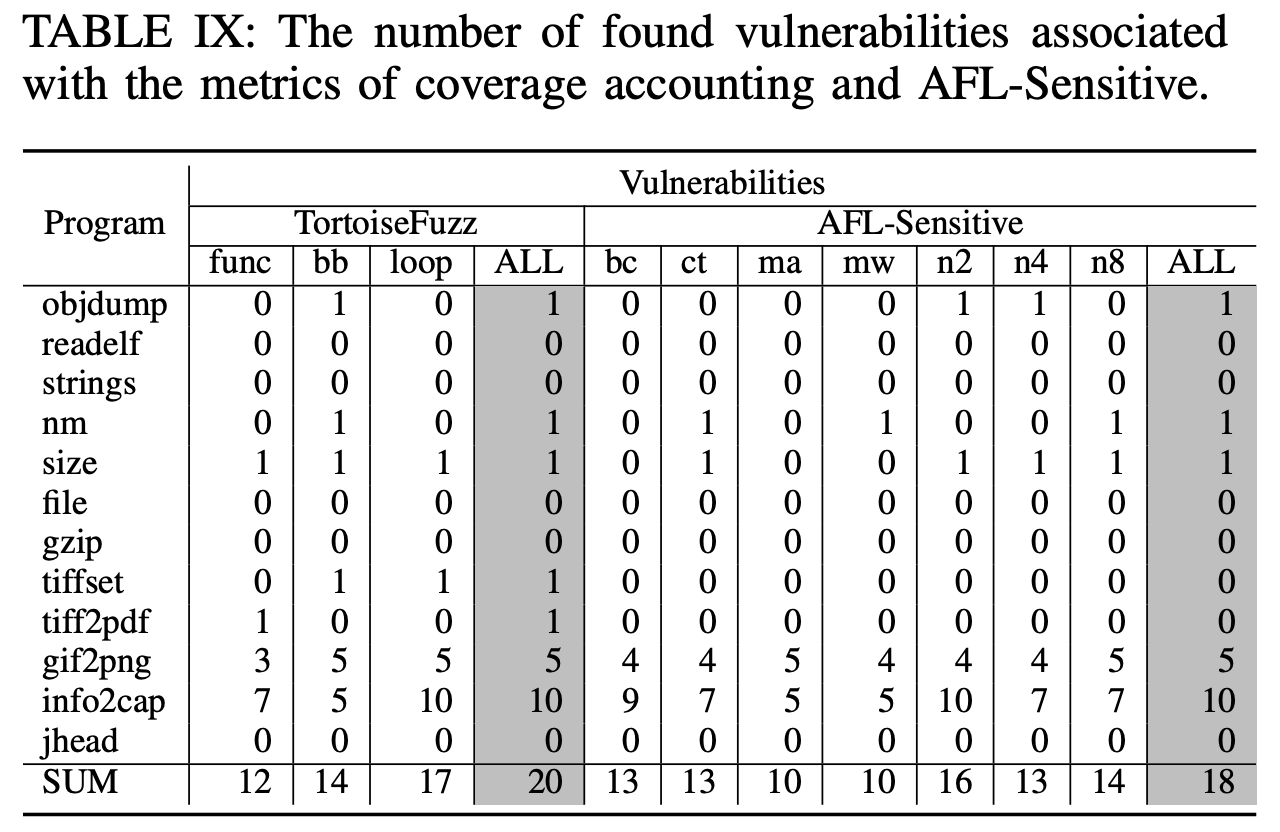 TABLE IX: The number of found vulnerabilities associated
with the metrics of coverage accounting and AFL-Sensitive.
Vulnerabilities
Program TortoiseFuzz AFL-Sensitive
func bb loop ALL bc ct ma mw n2 n4 n8 ALL
objdump 0 1 0 1 0 0 0 0 1 1 0 1
readelf 0 0 0 0 0 0 0 0 0 0 0 0
strings 0 0 0 0 0 0 0 0 0 0 0 0
nm 0 1 0 1 0 1 0 1 0 0 1 1
size 1 1 1 1 0 1 0 0 1 1 1 1
file 0 0 0 0 0 0 0 0 0 0 0 0
gzip 0 0 0 0 0 0 0 0 0 0 0 0
tiffset 0 1 1 1 0 0 0 0 0 0 0 0
tiff2pdf 1 0 0 1 0 0 0 0 0 0 0 0
gif2png 3 5 5 5 4 4 5 4 4 4 5 5
info2cap 7 5 10 10 9 7 5 5 10 7 7 10
jhead 0 0 0 0 0 0 0 0 0 0 0 0
SUM 12 14 17 20 13 13 10 10 16 13 14 18